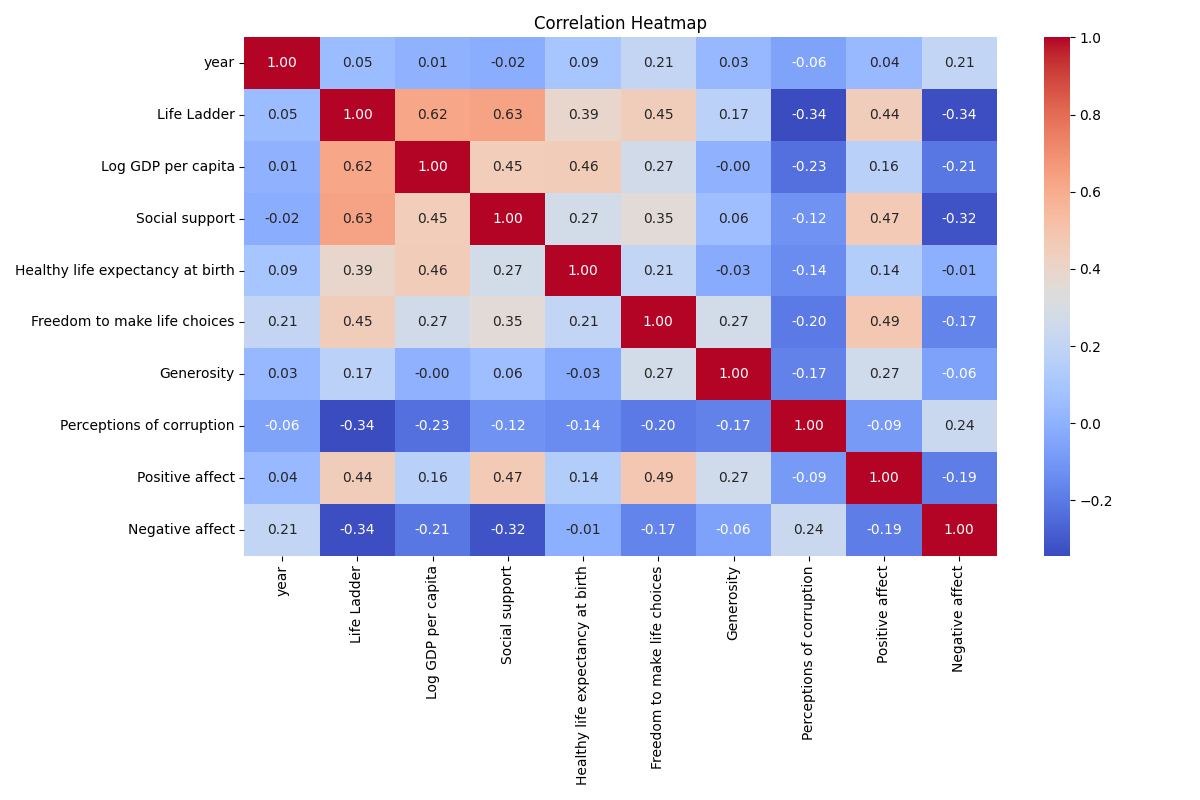 Correlation Heatmap
year 1.00 0.05 0.01 -0.02 0.09 0.21 0.03 -0.06 0.04 0.21
Life Ladder 0.05 1.00 0.62 0.63 0.39 0.45 0.17 -0.34 0.44 -0.34
Log GDP per capita 0.01 0.62 1.00 0.45 0.46 0.27 -0.00 -0.23 0.16 -0.21
Social support -0.02 0.63 0.45 1.00 0.27 0.35 0.06 -0.12 0.47 -0.32
Healthy life expectancy at birth 0.09 0.39 0.46 0.27 1.00 0.21 -0.03 -0.14 0.14 -0.01
Freedom to make life choices 0.21 0.45 0.27 0.35 0.21 1.00 0.27 -0.20 0.49 -0.17
Generosity 0.03 0.17 -0.00 0.06 -0.03 0.27 1.00 -0.17 0.27 -0.06
Perceptions of corruption -0.06 -0.34 -0.23 -0.12 -0.14 -0.20 -0.17 1.00 -0.09 0.24
Positive affect 0.04 0.44 0.16 0.47 0.14 0.49 0.27 -0.09 1.00 -0.19
Negative affect 0.21 -0.34 -0.21 -0.32 -0.01 -0.17 -0.06 0.24 -0.19 1.00
year
Life Ladder
Log GDP per capita
Social support
Healthy life expectancy at birth
Freedom to make life choices
Generosity
Perceptions of corruption
Positive affect
Negative affect
1.0
0.8
0.6
0.4
0.2
0.0
−0.2